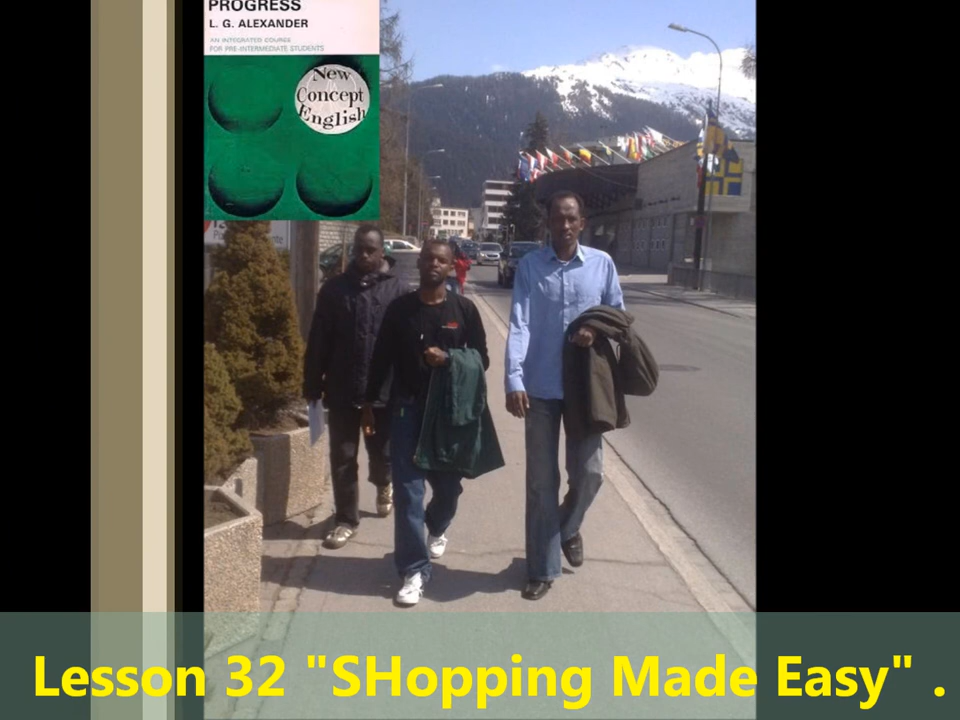 PROGRESS
L. G. ALEXANDER
AN INTEGRATED COURSE
FOR PRE-INTERMEDIATE STUDENTS
New
Concept
English
Lesson 32 "SHopping Made Easy" .